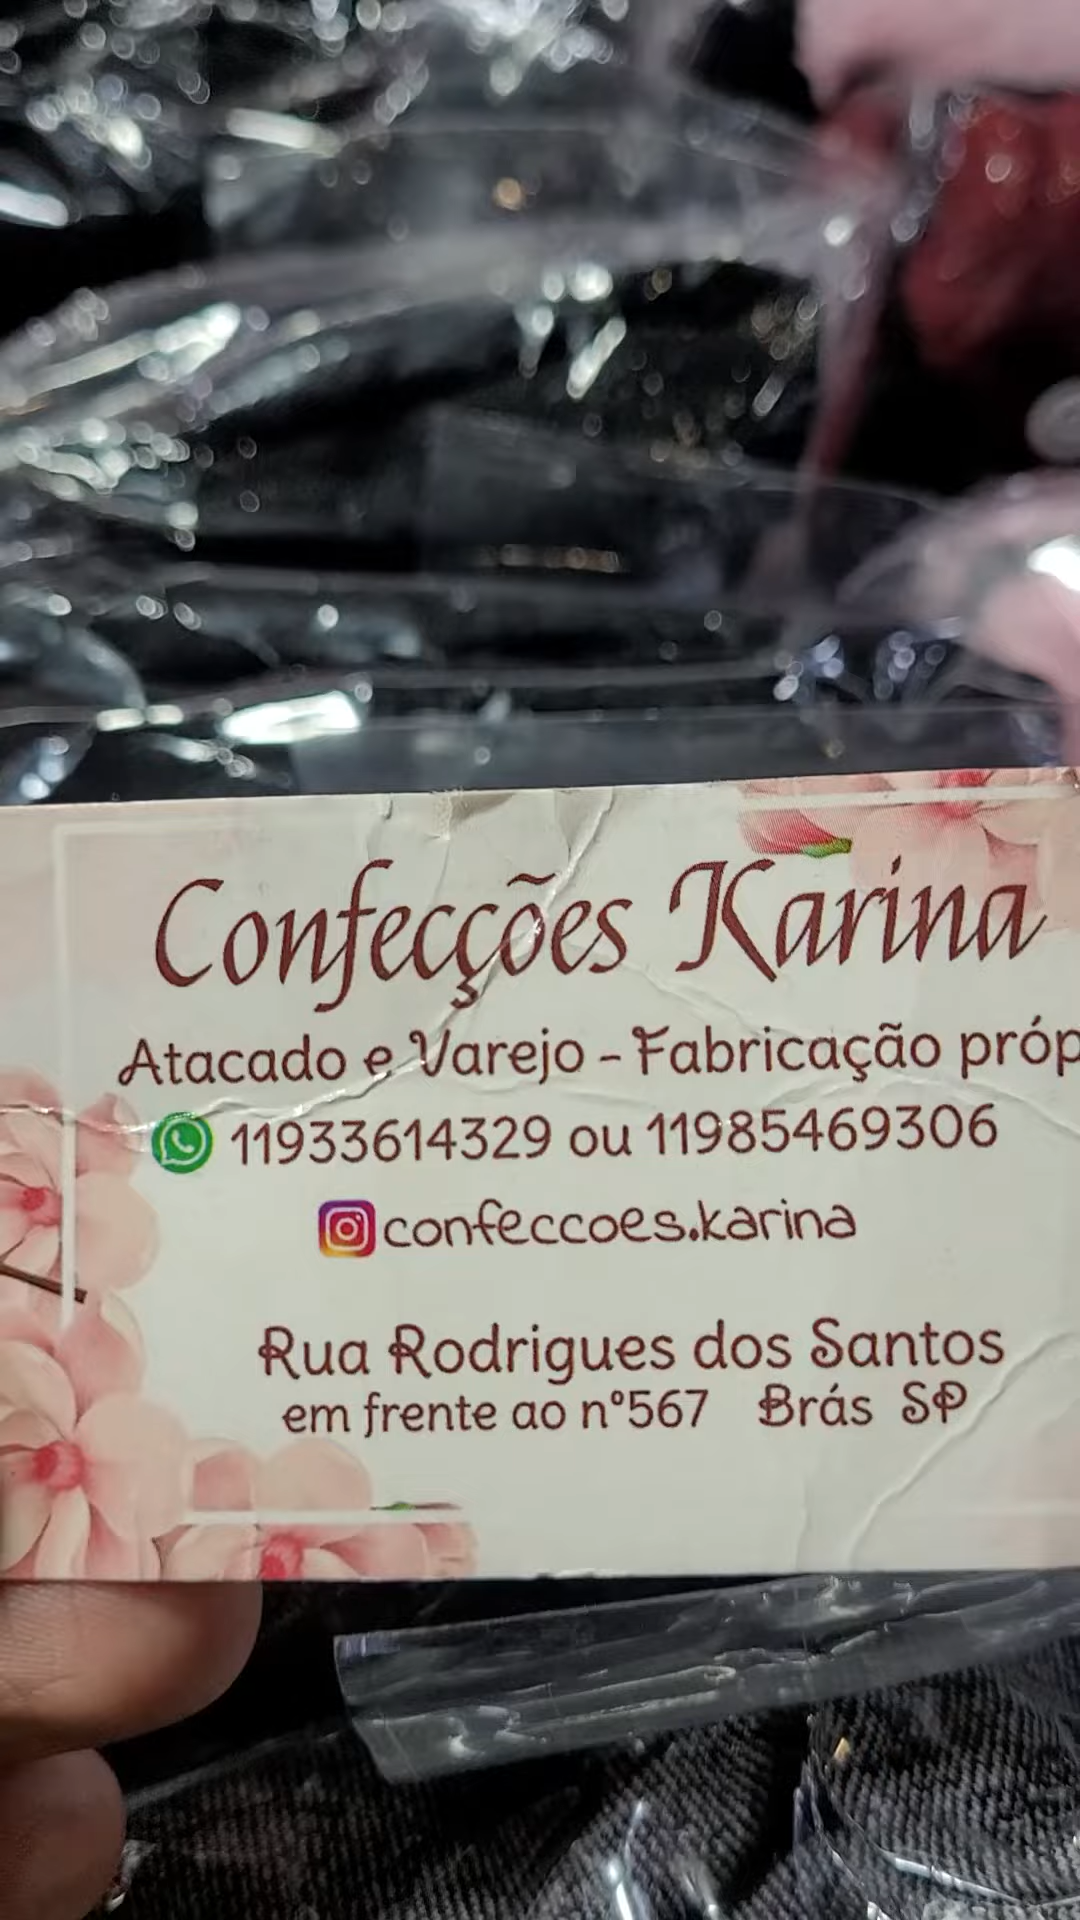 Confecções Karina
Atacado e Varejo - Fabricação próp
11933614329 ou 11985469306
confeccoes.karina
Rua Rodrigues dos Santos
em frente ao n°567 Brás SP